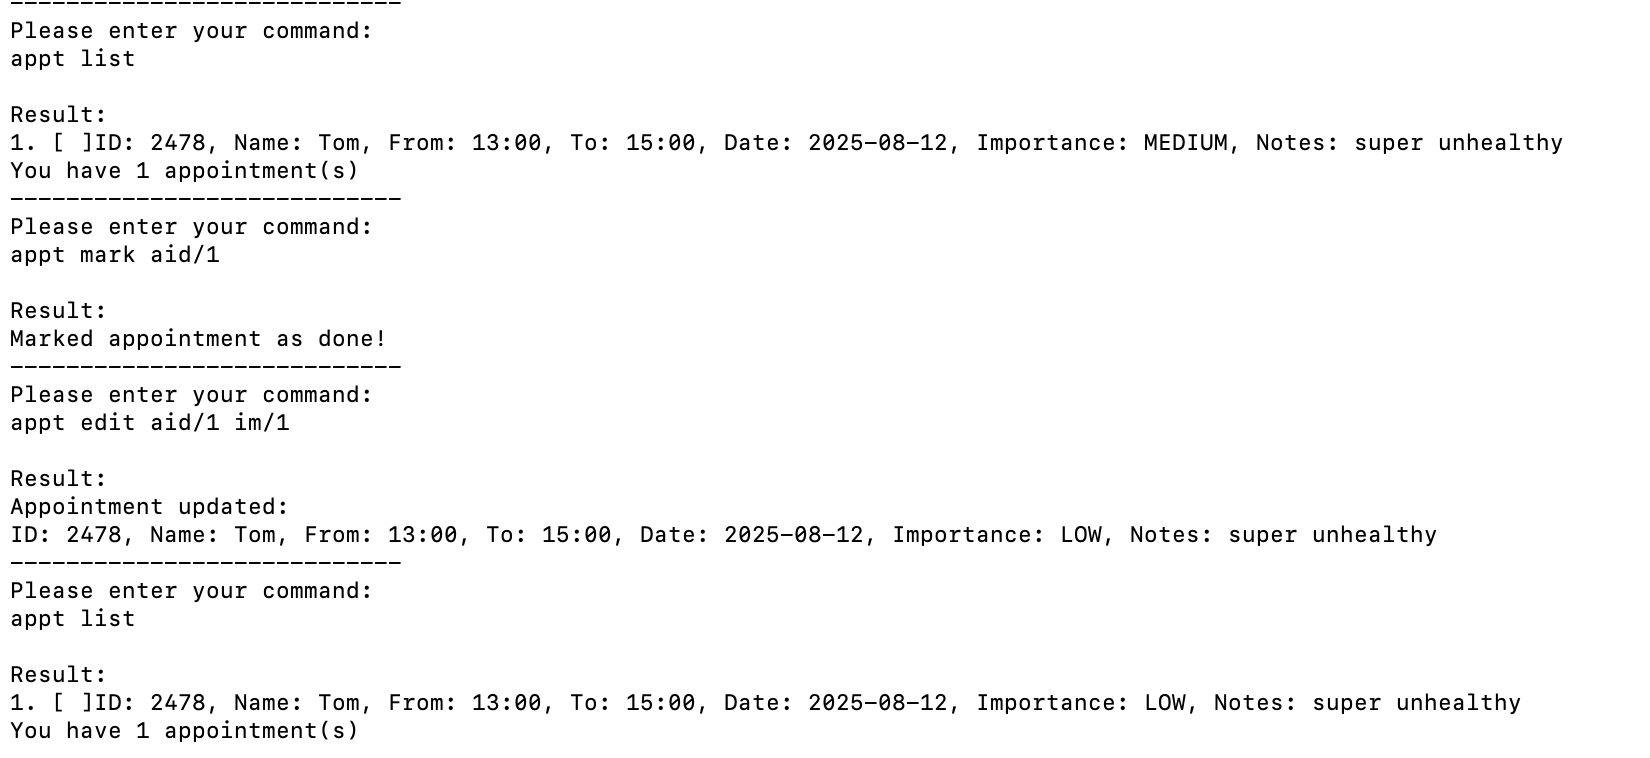 ----------------------------
Please enter your command:
appt list
Result:
1. [ ]ID: 2478, Name: Tom, From: 13:00, To: 15:00, Date: 2025-08-12, Importance: MEDIUM, Notes: super unhealthy
You have 1 appointment(s)
----------------------------
Please enter your command:
appt mark aid/1
Result:
Marked appointment as done!
----------------------------
Please enter your command:
appt edit aid/1 im/1
Result:
Appointment updated:
ID: 2478, Name: Tom, From: 13:00, To: 15:00, Date: 2025-08-12, Importance: LOW, Notes: super unhealthy
----------------------------
Please enter your command:
appt list
Result:
1. [ ]ID: 2478, Name: Tom, From: 13:00, To: 15:00, Date: 2025-08-12, Importance: LOW, Notes: super unhealthy
You have 1 appointment(s)